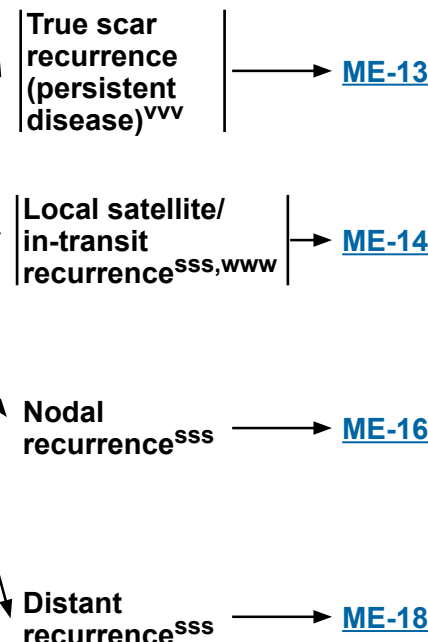 True scar
recurrence
(persistent
disease)vvv
ME-13
Local satellite/
in-transit
recurrencesss,www
ME-14
Nodal
recurrencesss
ME-16
Distant
recurrencesss
ME-18